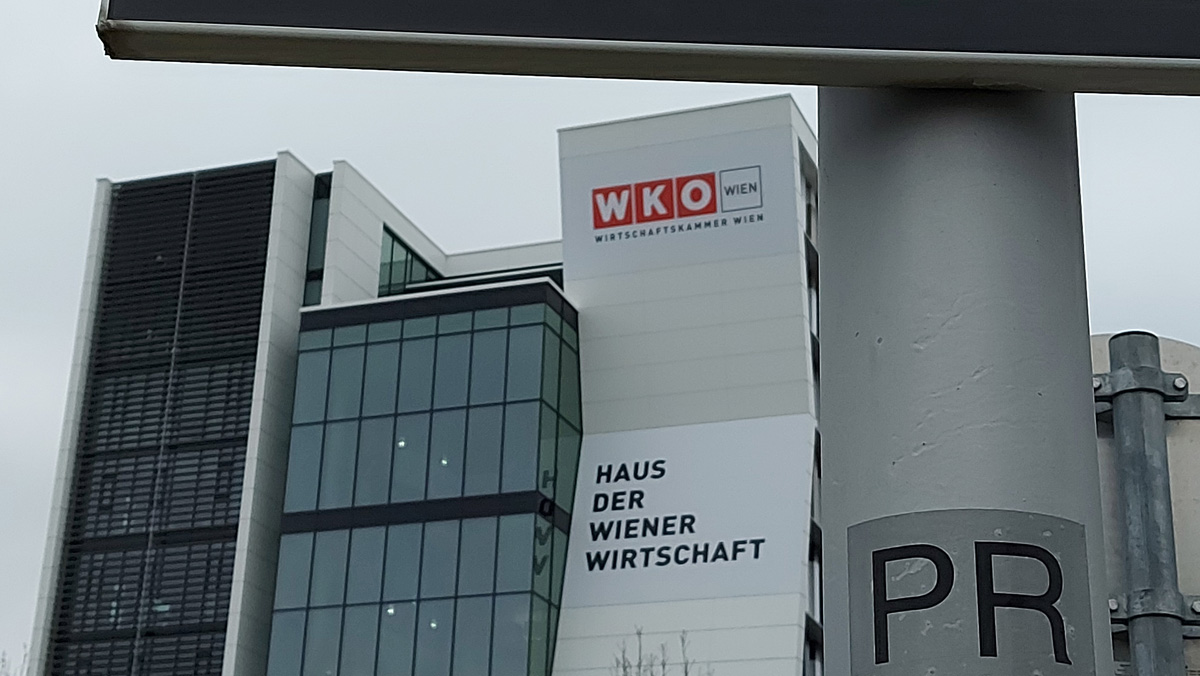 WKO WIEN
WIRTSCHAFTSKAMMER WIEN
HAUS
DER
WIENER
WIRTSCHAFT
PR